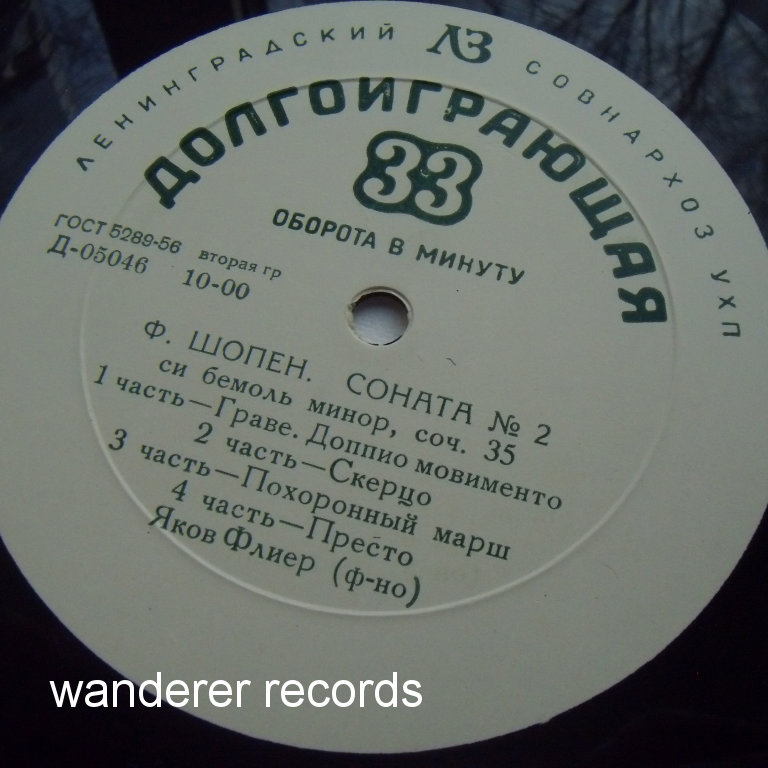 ЛЕНИНГРАДСКИЙ ЛЗ СОВНАРХОЗ УХП
ДОЛГОИГРАЮЩАЯ
33
ОБОРОТА В МИНУТУ
ГОСТ 5289-56 вторая гр
Д-05046 10-00
Ф. ШОПЕН. СОНАТА № 2
си бемоль минор, соч. 35
1 часть—Граве. Доппио мовименто
2 часть—Скерцо
3 часть—Похоронный марш
4 часть—Престо
Яков Флиер (ф-но)
wanderer records